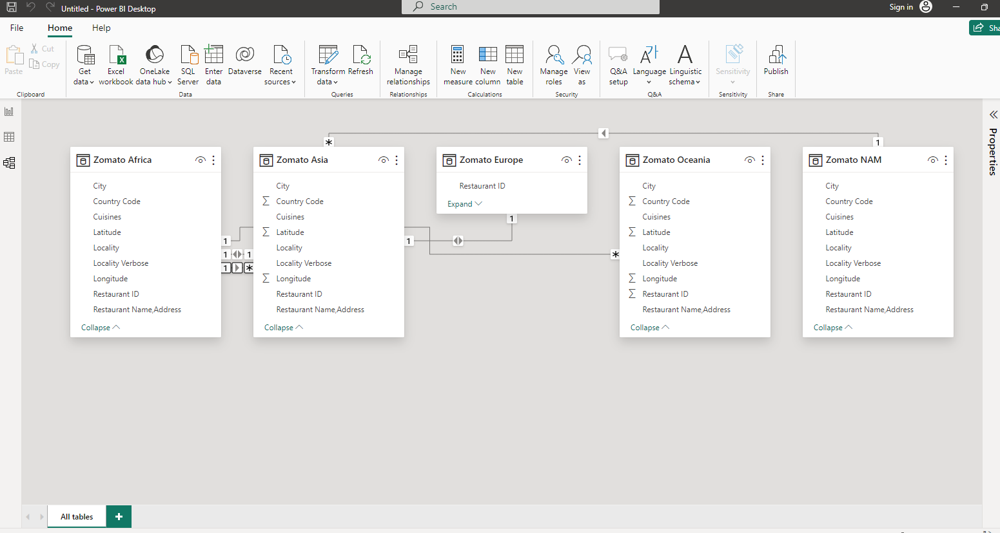 Untitled - Power BI Desktop
Search
Sign in
File
Home
Help
Sha
Paste
Cut
Copy
Clipboard
Get data
Excel workbook
OneLake data hub
SQL Server
Enter data
Dataverse
Recent sources
Data
Transform data
Refresh
Queries
Manage relationships
Relationships
New measure
New column
New table
Calculations
Manage roles
View as
Security
Q&A setup
Language
Linguistic schema
Q&A
Sensitivity
Sensitivity
Publish
Share
Properties
*
1
Zomato Africa
City
Country Code
Cuisines
Latitude
Locality
Locality Verbose
Longitude
Restaurant ID
Restaurant Name,Address
Collapse
1
1 1
1 *
Zomato Asia
City
Σ Country Code
Cuisines
Σ Latitude
Locality
Locality Verbose
Σ Longitude
Restaurant ID
Restaurant Name,Address
Collapse
1
Zomato Europe
Restaurant ID
Expand
1
*
Zomato Oceania
City
Σ Country Code
Cuisines
Σ Latitude
Locality
Locality Verbose
Σ Longitude
Σ Restaurant ID
Restaurant Name,Address
Collapse
Zomato NAM
City
Country Code
Cuisines
Latitude
Locality
Locality Verbose
Longitude
Restaurant ID
Restaurant Name,Address
Collapse
All tables
+